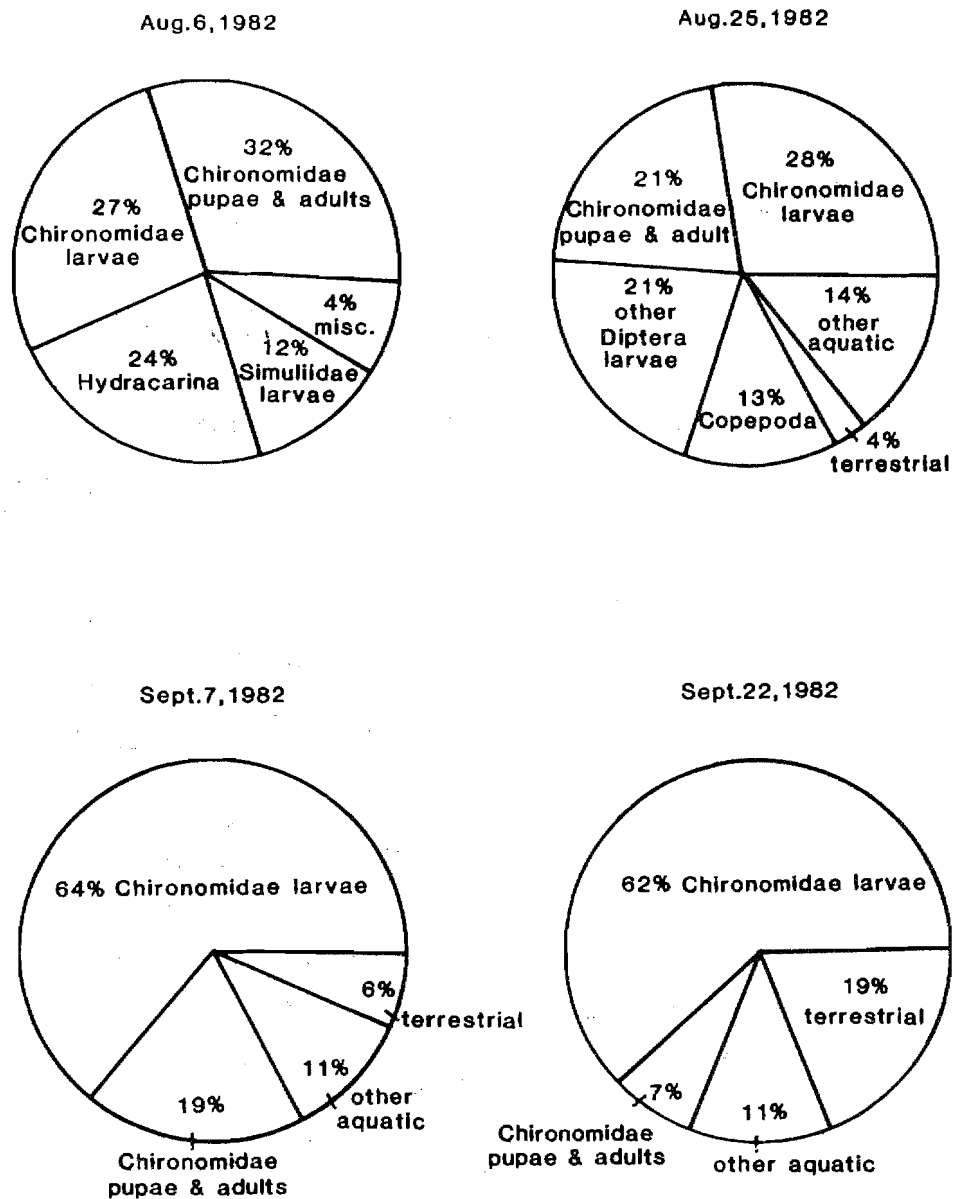 Aug.6,1982
32%
Chironomidae
pupae & adults
27%
Chironomidae
larvae
4%
misc.
12%
Simuliidae
larvae
24%
Hydracarina
Aug.25,1982
28%
Chironomidae
larvae
21%
Chironomidae
pupae & adult
21%
other
Diptera
larvae
14%
other
aquatic
13%
Copepoda
4%
terrestrial
Sept.7,1982
64% Chironomidae larvae
6%
terrestrial
11%
other
aquatic
19%
Chironomidae
pupae & adults
Sept.22,1982
62% Chironomidae larvae
19%
terrestrial
7%
Chironomidae
pupae & adults
11%
other aquatic